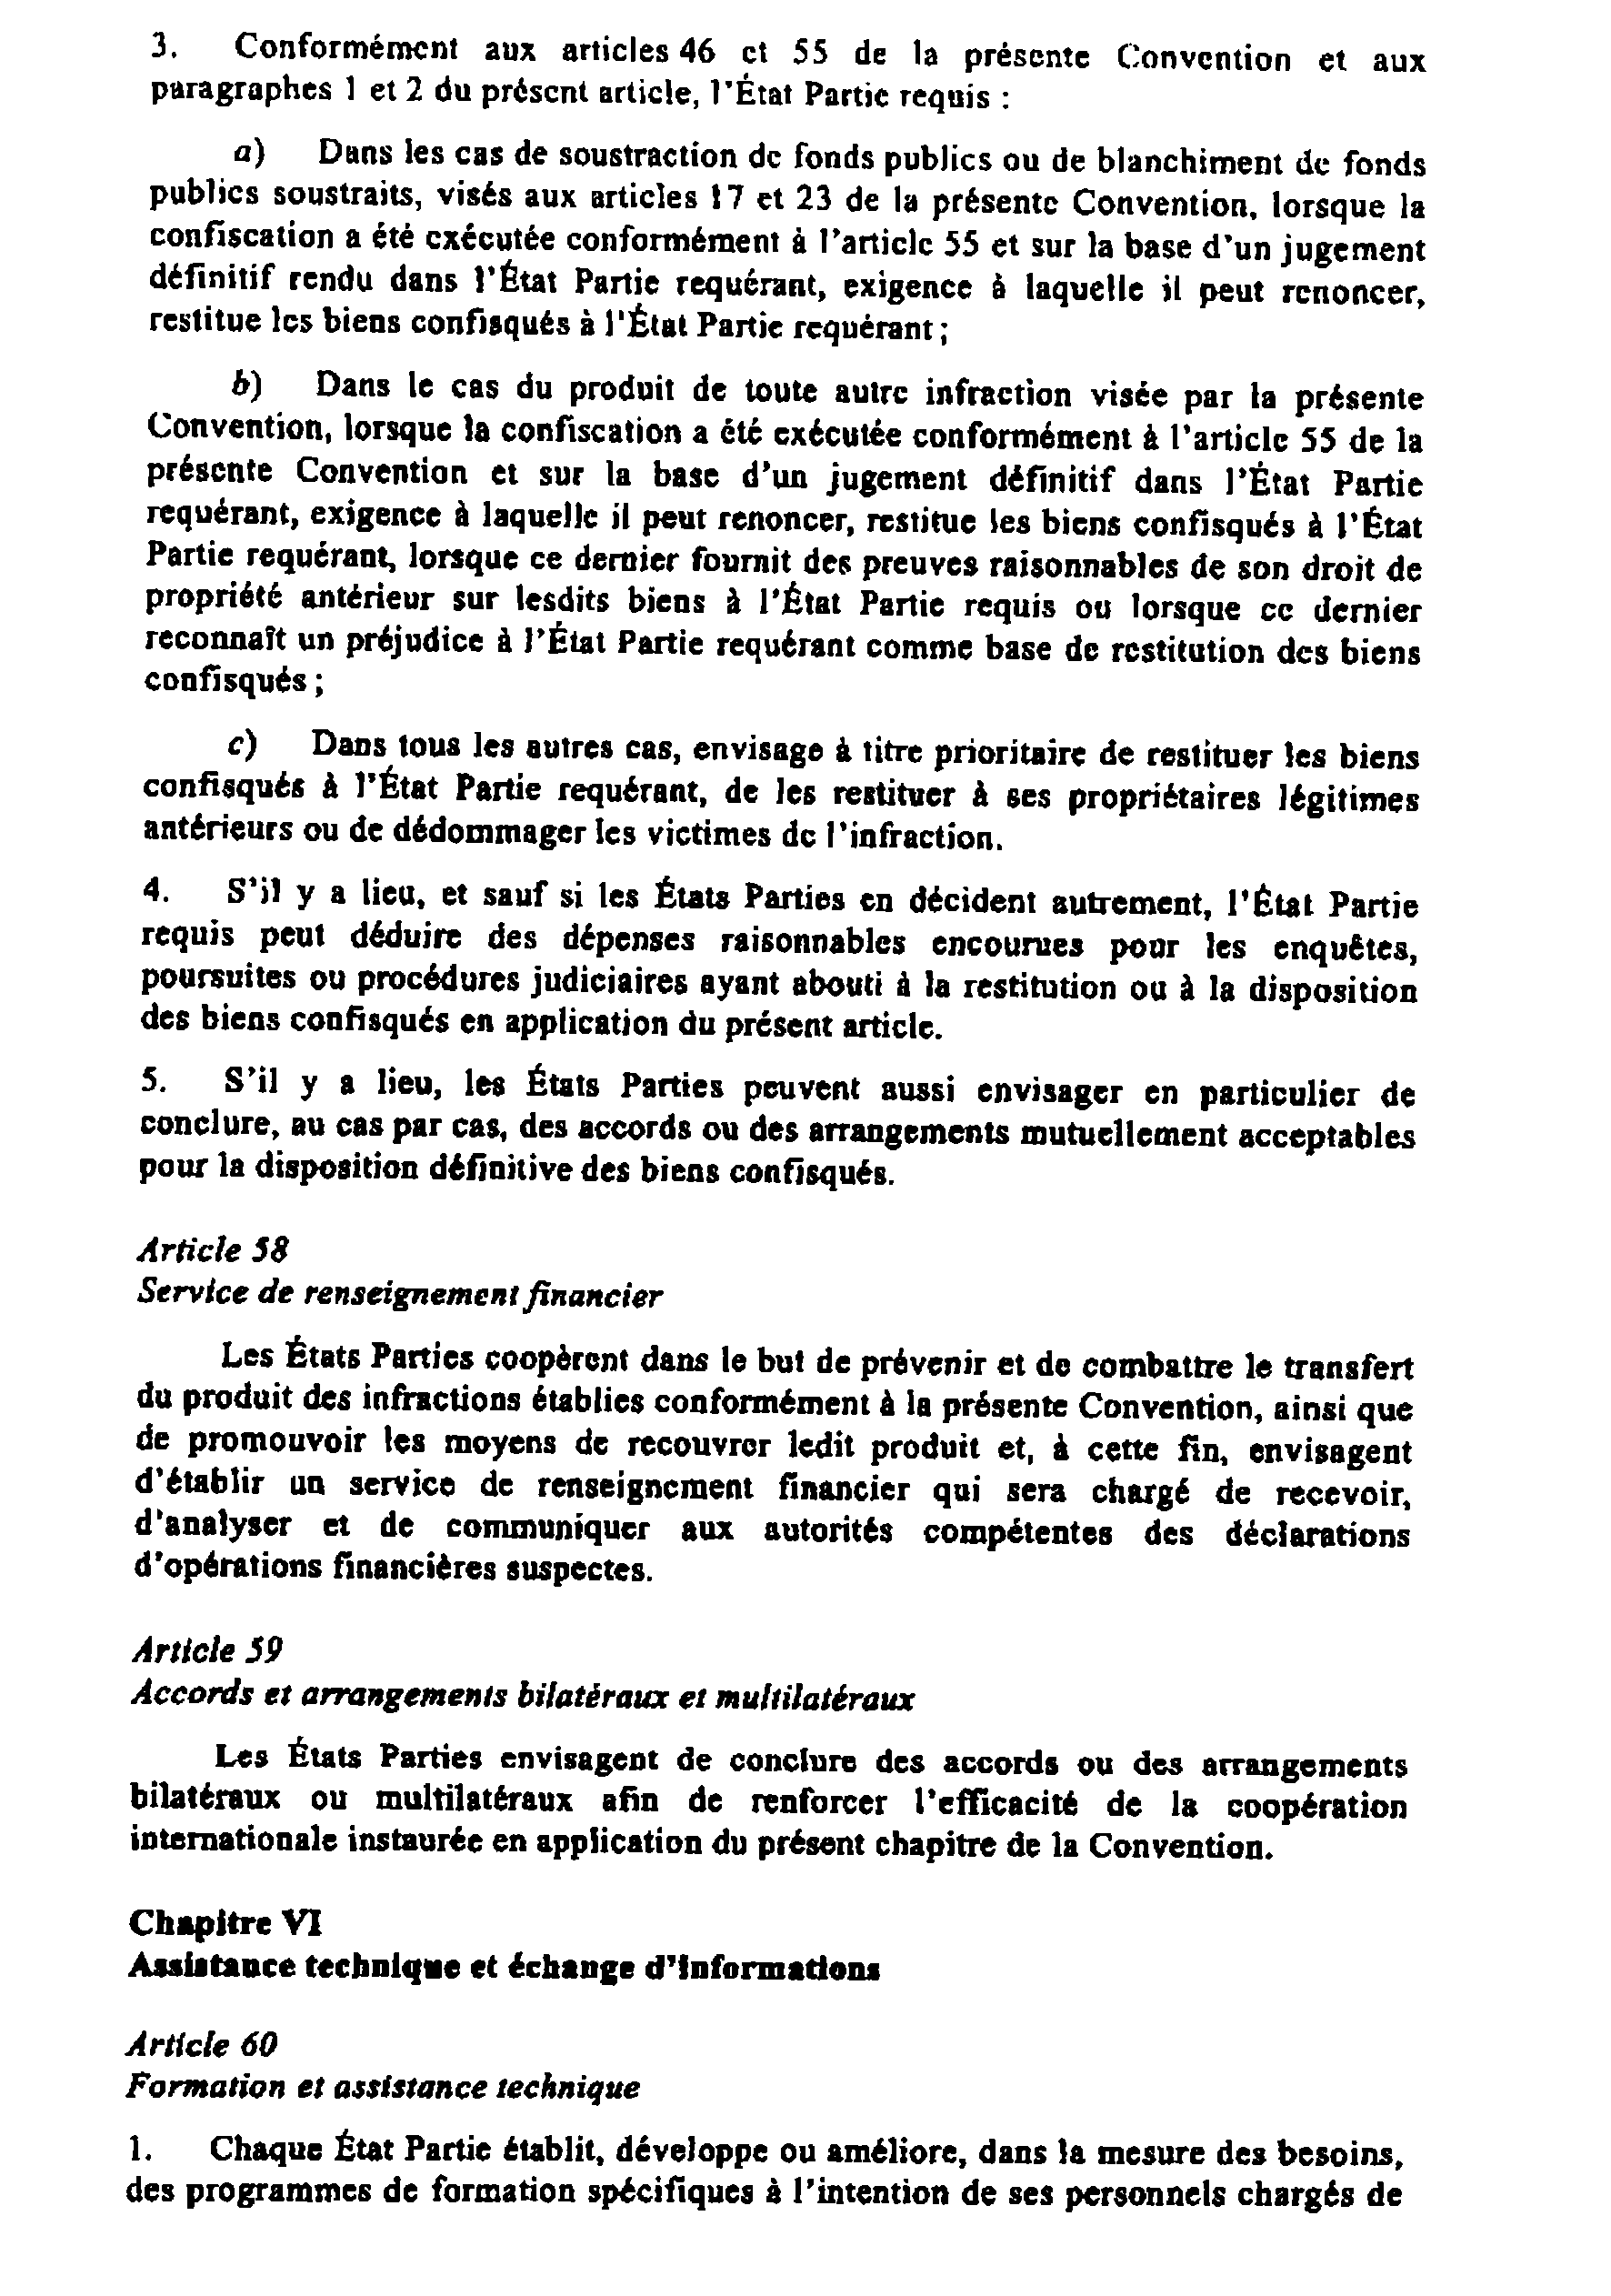 3. Conformément aux articles 46 et 55 de la présente Convention et aux
paragraphes 1 et 2 du présent article, l'État Partie requis :
a) Dans les cas de soustraction de fonds publics ou de blanchiment de fonds
publics soustraits, visés aux articles 17 et 23 de la présente Convention, lorsque la
confiscation a été exécutée conformément à l'article 55 et sur la base d'un jugement
définitif rendu dans l'État Partie requérant, exigence à laquelle il peut renoncer,
restitue les biens confisqués à l'État Partie requérant ;
b) Dans le cas du produit de toute autre infraction visée par la présente
Convention, lorsque la confiscation a été exécutée conformément à l'article 55 de la
présente Convention et sur la base d'un jugement définitif dans l'État Partie
requérant, exigence à laquelle il peut renoncer, restitue les biens confisqués à l'État
Partie requérant, lorsque ce dernier fournit des preuves raisonnables de son droit de
propriété antérieur sur lesdits biens à l'État Partie requis ou lorsque ce dernier
reconnaît un préjudice à l'État Partie requérant comme base de restitution des biens
confisqués ;
c) Dans tous les autres cas, envisage à titre prioritaire de restituer les biens
confisqués à l'État Partie requérant, de les restituer à ses propriétaires légitimes
antérieurs ou de dédommager les victimes de l'infraction.
4. S'il y a lieu, et sauf si les États Parties en décident autrement, l'État Partie
requis peut déduire des dépenses raisonnables encourues pour les enquêtes,
poursuites ou procédures judiciaires ayant abouti à la restitution ou à la disposition
des biens confisqués en application du présent article.
5. S'il y a lieu, les États Parties peuvent aussi envisager en particulier de
conclure, au cas par cas, des accords ou des arrangements mutuellement acceptables
pour la disposition définitive des biens confisqués.
Article 58
Service de renseignement financier
Les États Parties coopèrent dans le but de prévenir et de combattre le transfert
du produit des infractions établies conformément à la présente Convention, ainsi que
de promouvoir les moyens de recouvrer ledit produit et, à cette fin, envisagent
d'établir un service de renseignement financier qui sera chargé de recevoir,
d'analyser et de communiquer aux autorités compétentes des déclarations
d'opérations financières suspectes.
Article 59
Accords et arrangements bilatéraux et multilatéraux
Les États Parties envisagent de conclure des accords ou des arrangements
bilatéraux ou multilatéraux afin de renforcer l'efficacité de la coopération
internationale instaurée en application du présent chapitre de la Convention.
Chapitre VI
Assistance technique et échange d'informations
Article 60
Formation et assistance technique
1. Chaque État Partie établit, développe ou améliore, dans la mesure des besoins,
des programmes de formation spécifiques à l'intention de ses personnels chargés de